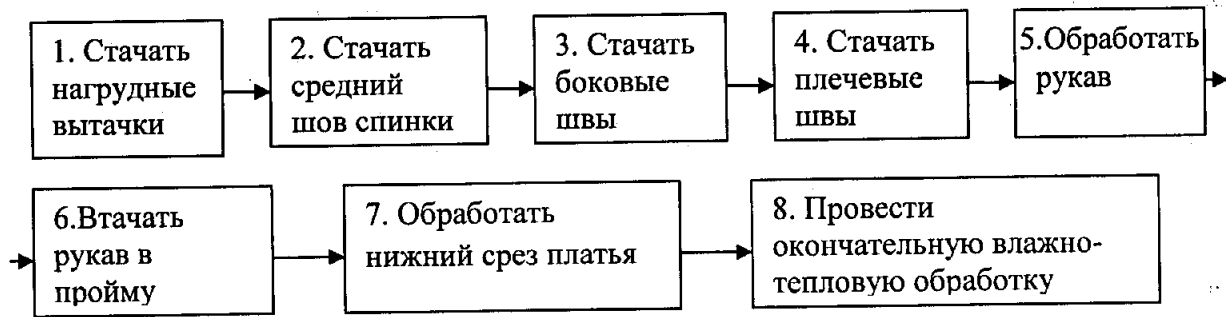 1. Стачать
нагрудные
вытачки
2. Стачать
средний
шов спинки
3. Стачать
боковые
швы
4. Стачать
плечевые
швы
5.Обработать
рукав
6.Втачать
рукав в
пройму
7. Обработать
нижний срез платья
8. Провести
окончательную влажно-
тепловую обработку